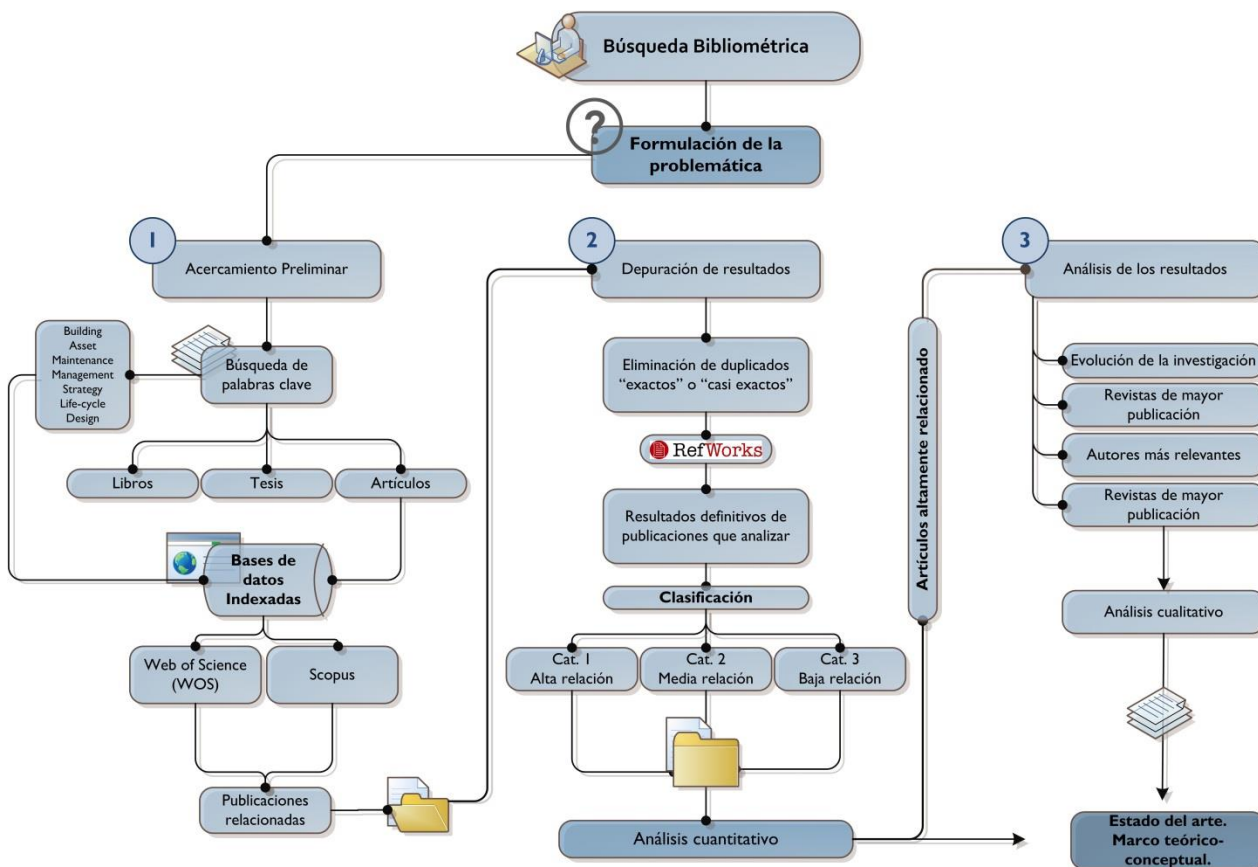 Búsqueda Bibliométrica
?
Formulación de la
problemática
1
Acercamiento Preliminar
Building
Asset
Maintenance
Management
Strategy
Life-cycle
Design
Búsqueda de
palabras clave
Libros
Tesis
Artículos
Bases de
datos
Indexadas
Web of Science
(WOS)
Scopus
Publicaciones
relacionadas
2
Depuración de resultados
Eliminación de duplicados
“exactos” o “casi exactos”
RefWorks
Resultados definitivos de
publicaciones que analizar
Clasificación
Cat. 1
Alta relación
Cat. 2
Media relación
Cat. 3
Baja relación
Análisis cuantitativo
Artículos altamente relacionado
3
Análisis de los resultados
Evolución de la investigación
Revistas de mayor
publicación
Autores más relevantes
Revistas de mayor
publicación
Análisis cualitativo
Estado del arte.
Marco teórico-
conceptual.